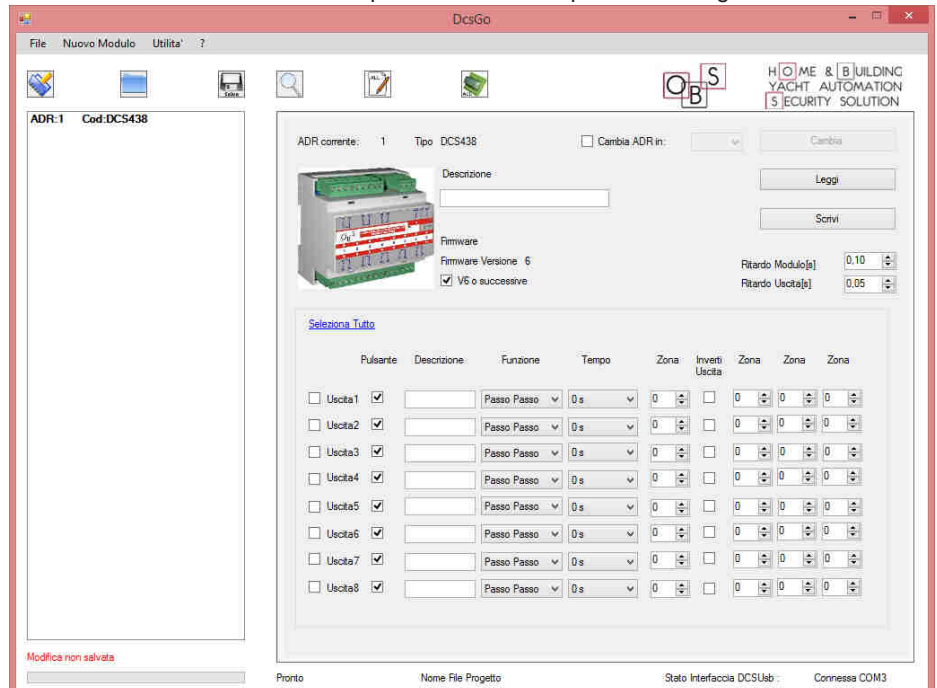 DcsGo
File Nuovo Modulo Utilita' ?
Salva
ALL
ALL
O B S
HOME & BUILDING
YACHT AUTOMATION
SECURITY SOLUTION
ADR:1 Cod:DCS438
ADR corrente: 1 Tipo DCS438 Cambia ADR in: Cambia
Descrizione
Leggi
Scrivi
Firmware
Firmware Versione 6
V6 o successive
Ritardo Modulo[s] 0.10
Ritardo Uscita[s] 0.05
Seleziona Tutto
Pulsante Descrizione Funzione Tempo Zona Inverti Uscita Zona Zona Zona
Uscita1 Passo Passo 0 s 0 0 0 0
Uscita2 Passo Passo 0 s 0 0 0 0
Uscita3 Passo Passo 0 s 0 0 0 0
Uscita4 Passo Passo 0 s 0 0 0 0
Uscita5 Passo Passo 0 s 0 0 0 0
Uscita6 Passo Passo 0 s 0 0 0 0
Uscita7 Passo Passo 0 s 0 0 0 0
Uscita8 Passo Passo 0 s 0 0 0 0
Modifica non salvata
Pronto Nome File Progetto Stato Interfaccia DCSUsb : Connessa COM3